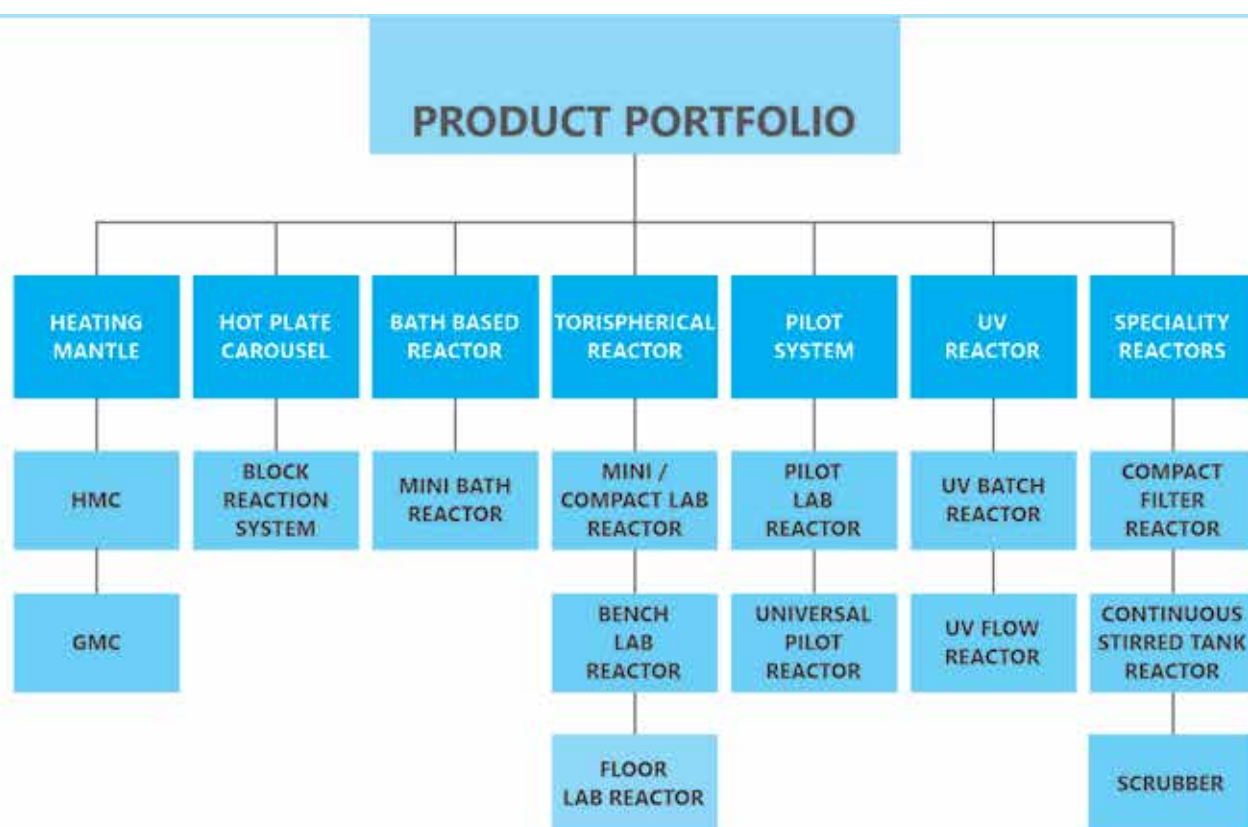 PRODUCT PORTFOLIO
HEATING
MANTLE
HOT PLATE
CAROUSEL
BATH BASED
REACTOR
TORISPHERICAL
REACTOR
PILOT
SYSTEM
UV
REACTOR
SPECIALITY
REACTORS
HMC
BLOCK
REACTION
SYSTEM
MINI BATH
REACTOR
MINI /
COMPACT LAB
REACTOR
PILOT
LAB
REACTOR
UV BATCH
REACTOR
COMPACT
FILTER
REACTOR
GMC
BENCH
LAB
REACTOR
UNIVERSAL
PILOT
REACTOR
UV FLOW
REACTOR
CONTINUOUS
STIRRED TANK
REACTOR
FLOOR
LAB REACTOR
SCRUBBER